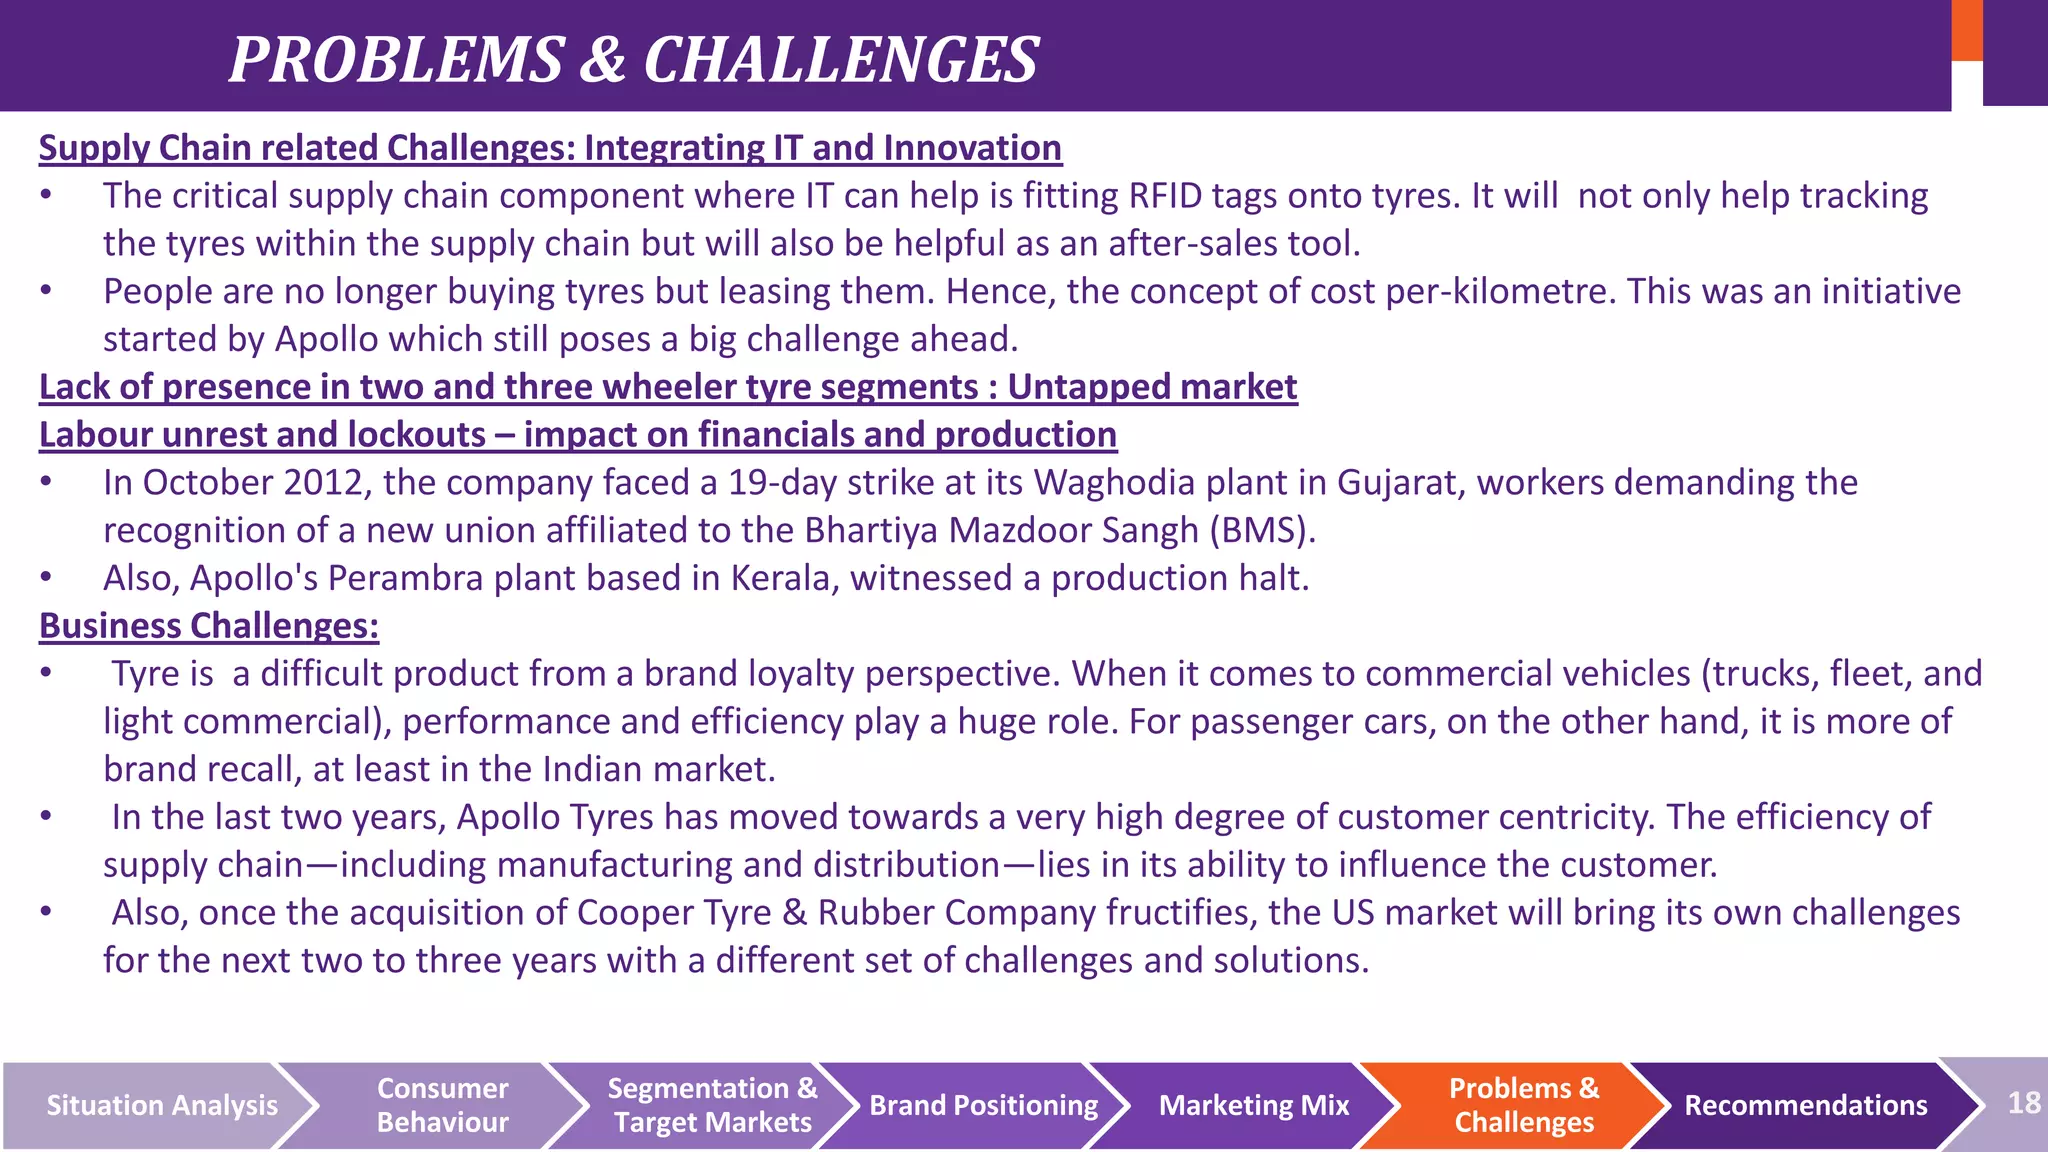 PROBLEMS & CHALLENGES
Supply Chain related Challenges: Integrating IT and Innovation
• The critical supply chain component where IT can help is fitting RFID tags onto tyres. It will  not only help tracking
the tyres within the supply chain but will also be helpful as an after-sales tool.
• People are no longer buying tyres but leasing them. Hence, the concept of cost per-kilometre. This was an initiative
started by Apollo which still poses a big challenge ahead.
Lack of presence in two and three wheeler tyre segments : Untapped market
Labour unrest and lockouts – impact on financials and production
• In October 2012, the company faced a 19-day strike at its Waghodia plant in Gujarat, workers demanding the
recognition of a new union affiliated to the Bhartiya Mazdoor Sangh (BMS).
• Also, Apollo's Perambra plant based in Kerala, witnessed a production halt.
Business Challenges:
• Tyre is  a difficult product from a brand loyalty perspective. When it comes to commercial vehicles (trucks, fleet, and
light commercial), performance and efficiency play a huge role. For passenger cars, on the other hand, it is more of
brand recall, at least in the Indian market.
• In the last two years, Apollo Tyres has moved towards a very high degree of customer centricity. The efficiency of
supply chain—including manufacturing and distribution—lies in its ability to influence the customer.
• Also, once the acquisition of Cooper Tyre & Rubber Company fructifies, the US market will bring its own challenges
for the next two to three years with a different set of challenges and solutions.
Situation Analysis
Consumer
Behaviour
Segmentation &
Target Markets
Brand Positioning
Marketing Mix
Problems &
Challenges
Recommendations
18